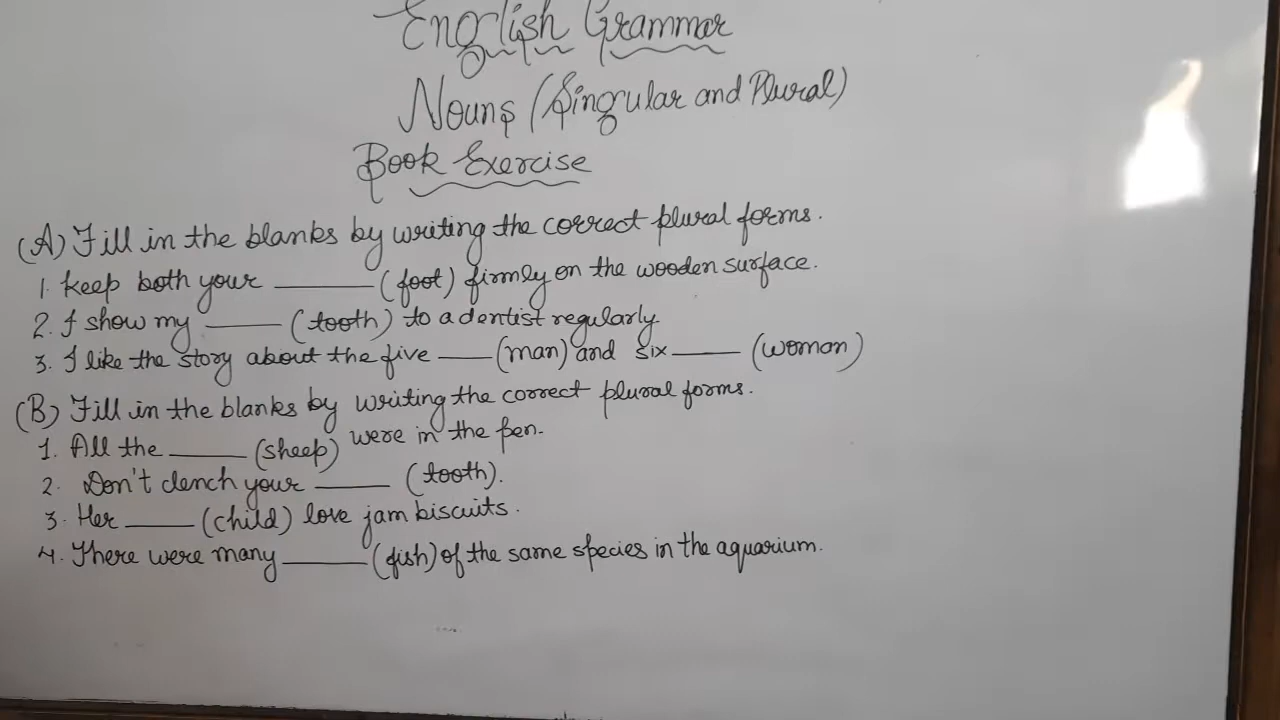 English Grammar
Nouns (Singular and Plural)
Book Exercise
(A) Fill in the blanks by writing the correct plural forms.
1. Keep both your ______ (foot) firmly on the wooden surface.
2. I show my ______ (tooth) to a dentist regularly
3. I like the story about the five ____ (man) and six ____ (woman)
(B) Fill in the blanks by writing the correct plural forms.
1. All the ______ (sheep) were in the pen.
2. Don't clench your ______ (tooth).
3. Her _____ (child) love jam biscuits.
4. There were many ______ (fish) of the same species in the aquarium.